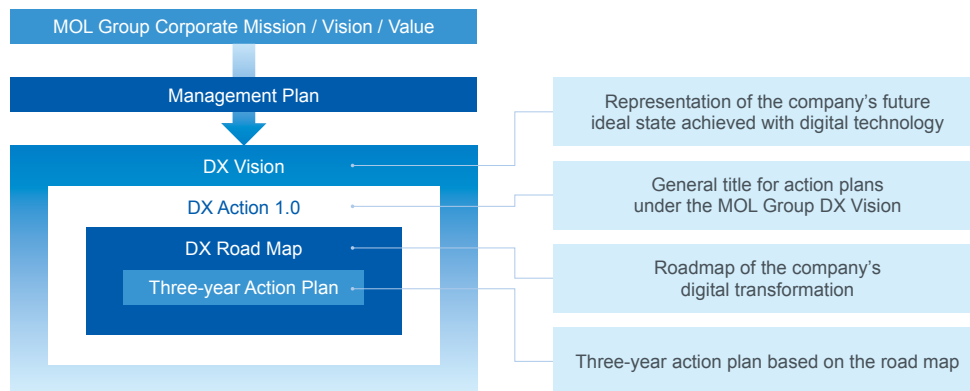 MOL Group Corporate Mission / Vision / Value
Management Plan
DX Vision
DX Action 1.0
DX Road Map
Three-year Action Plan
Representation of the company’s future
ideal state achieved with digital technology
General title for action plans
under the MOL Group DX Vision
Roadmap of the company’s
digital transformation
Three-year action plan based on the road map